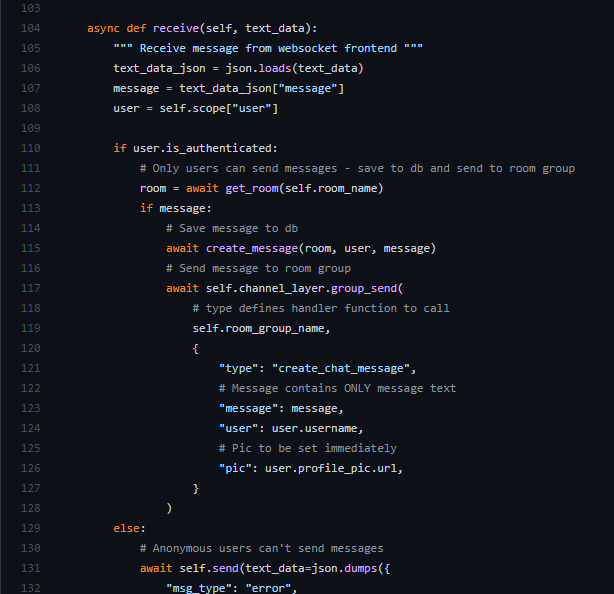 103
104 async def receive(self, text_data):
105 """ Receive message from websocket frontend """
106 text_data_json = json.loads(text_data)
107 message = text_data_json["message"]
108 user = self.scope["user"]
109
110 if user.is_authenticated:
111 # Only users can send messages - save to db and send to room group
112 room = await get_room(self.room_name)
113 if message:
114 # Save message to db
115 await create_message(room, user, message)
116 # Send message to room group
117 await self.channel_layer.group_send(
118 # type defines handler function to call
119 self.room_group_name,
120 {
121 "type": "create_chat_message",
122 # Message contains ONLY message text
123 "message": message,
124 "user": user.username,
125 # Pic to be set immediately
126 "pic": user.profile_pic.url,
127 }
128 )
129 else:
130 # Anonymous users can't send messages
131 await self.send(text_data=json.dumps({
132 "msg_type": "error",